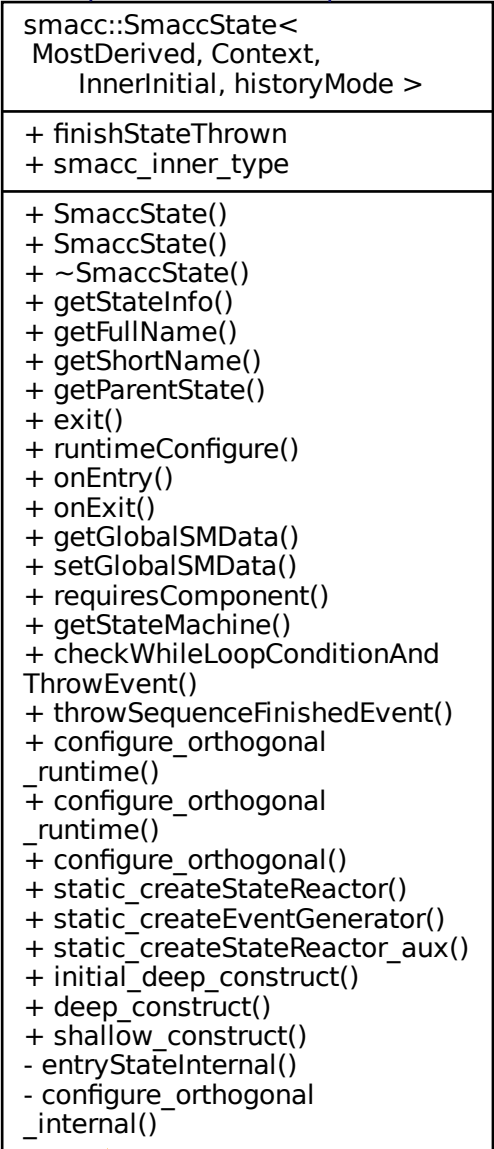 smacc::SmaccState<
MostDerived, Context,
InnerInitial, historyMode >
+ finishStateThrown
+ smacc_inner_type
+ SmaccState()
+ SmaccState()
+ ~SmaccState()
+ getStateInfo()
+ getFullName()
+ getShortName()
+ getParentState()
+ exit()
+ runtimeConfigure()
+ onEntry()
+ onExit()
+ getGlobalSMData()
+ setGlobalSMData()
+ requiresComponent()
+ getStateMachine()
+ checkWhileLoopConditionAnd
ThrowEvent()
+ throwSequenceFinishedEvent()
+ configure_orthogonal
_runtime()
+ configure_orthogonal
_runtime()
+ configure_orthogonal()
+ static_createStateReactor()
+ static_createEventGenerator()
+ static_createStateReactor_aux()
+ initial_deep_construct()
+ deep_construct()
+ shallow_construct()
- entryStateInternal()
- configure_orthogonal
_internal()